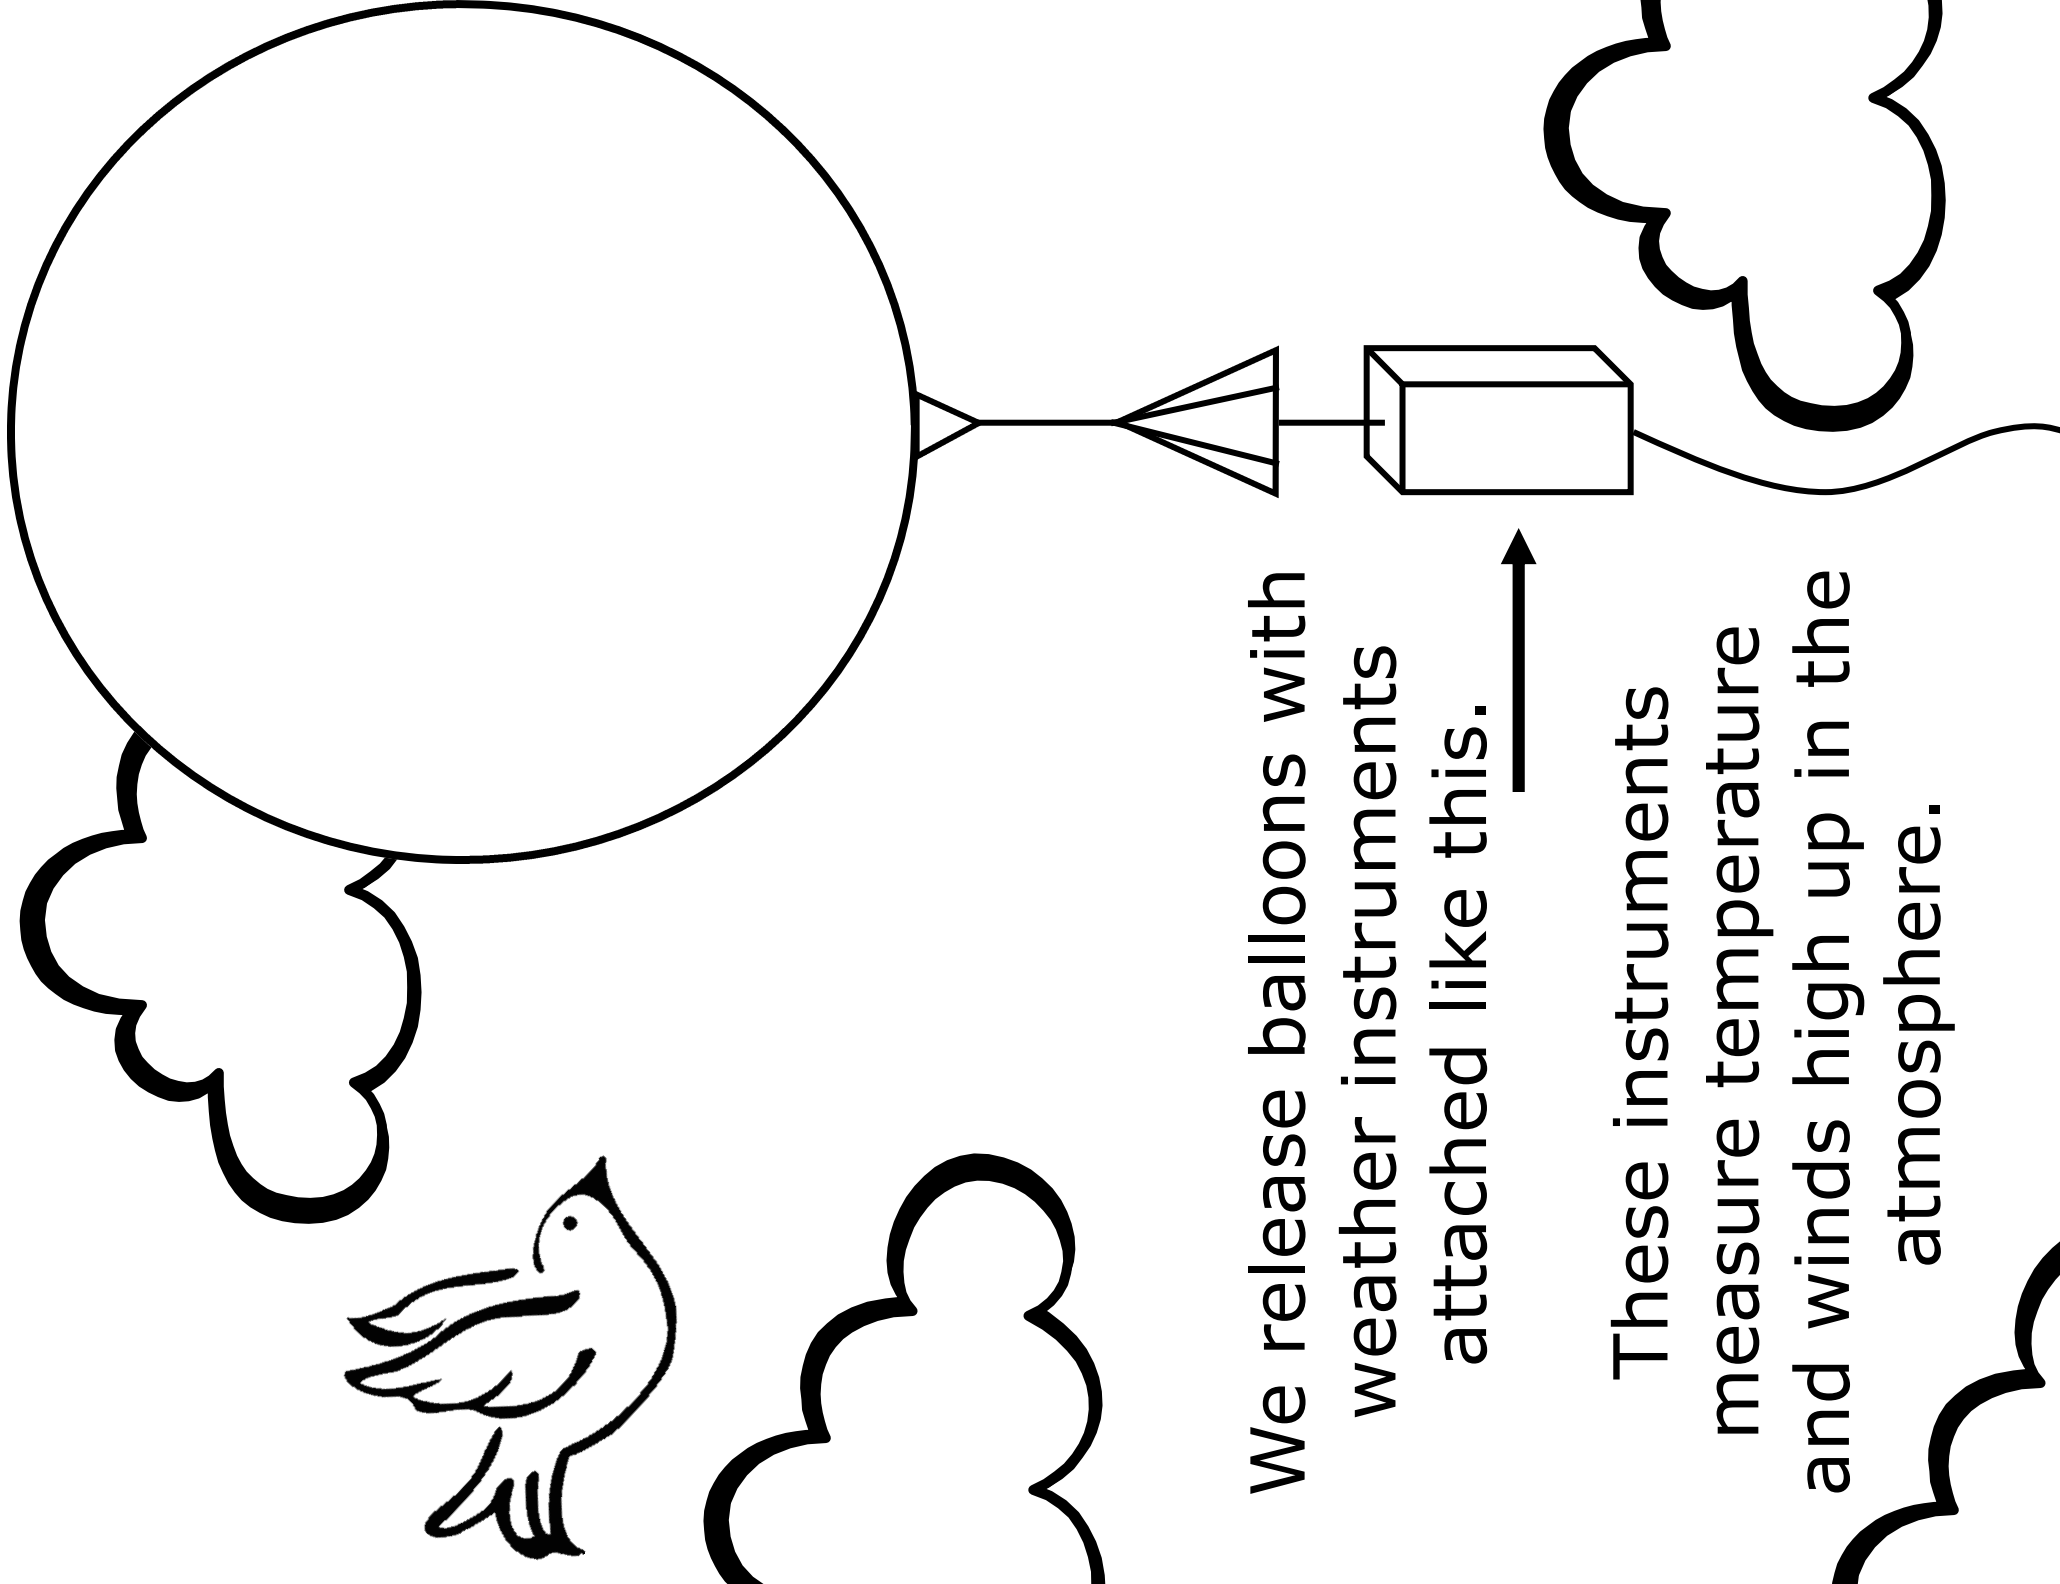 We release balloons with
weather instruments
attached like this.
These instruments
measure temperature
and winds high up in the
atmosphere.